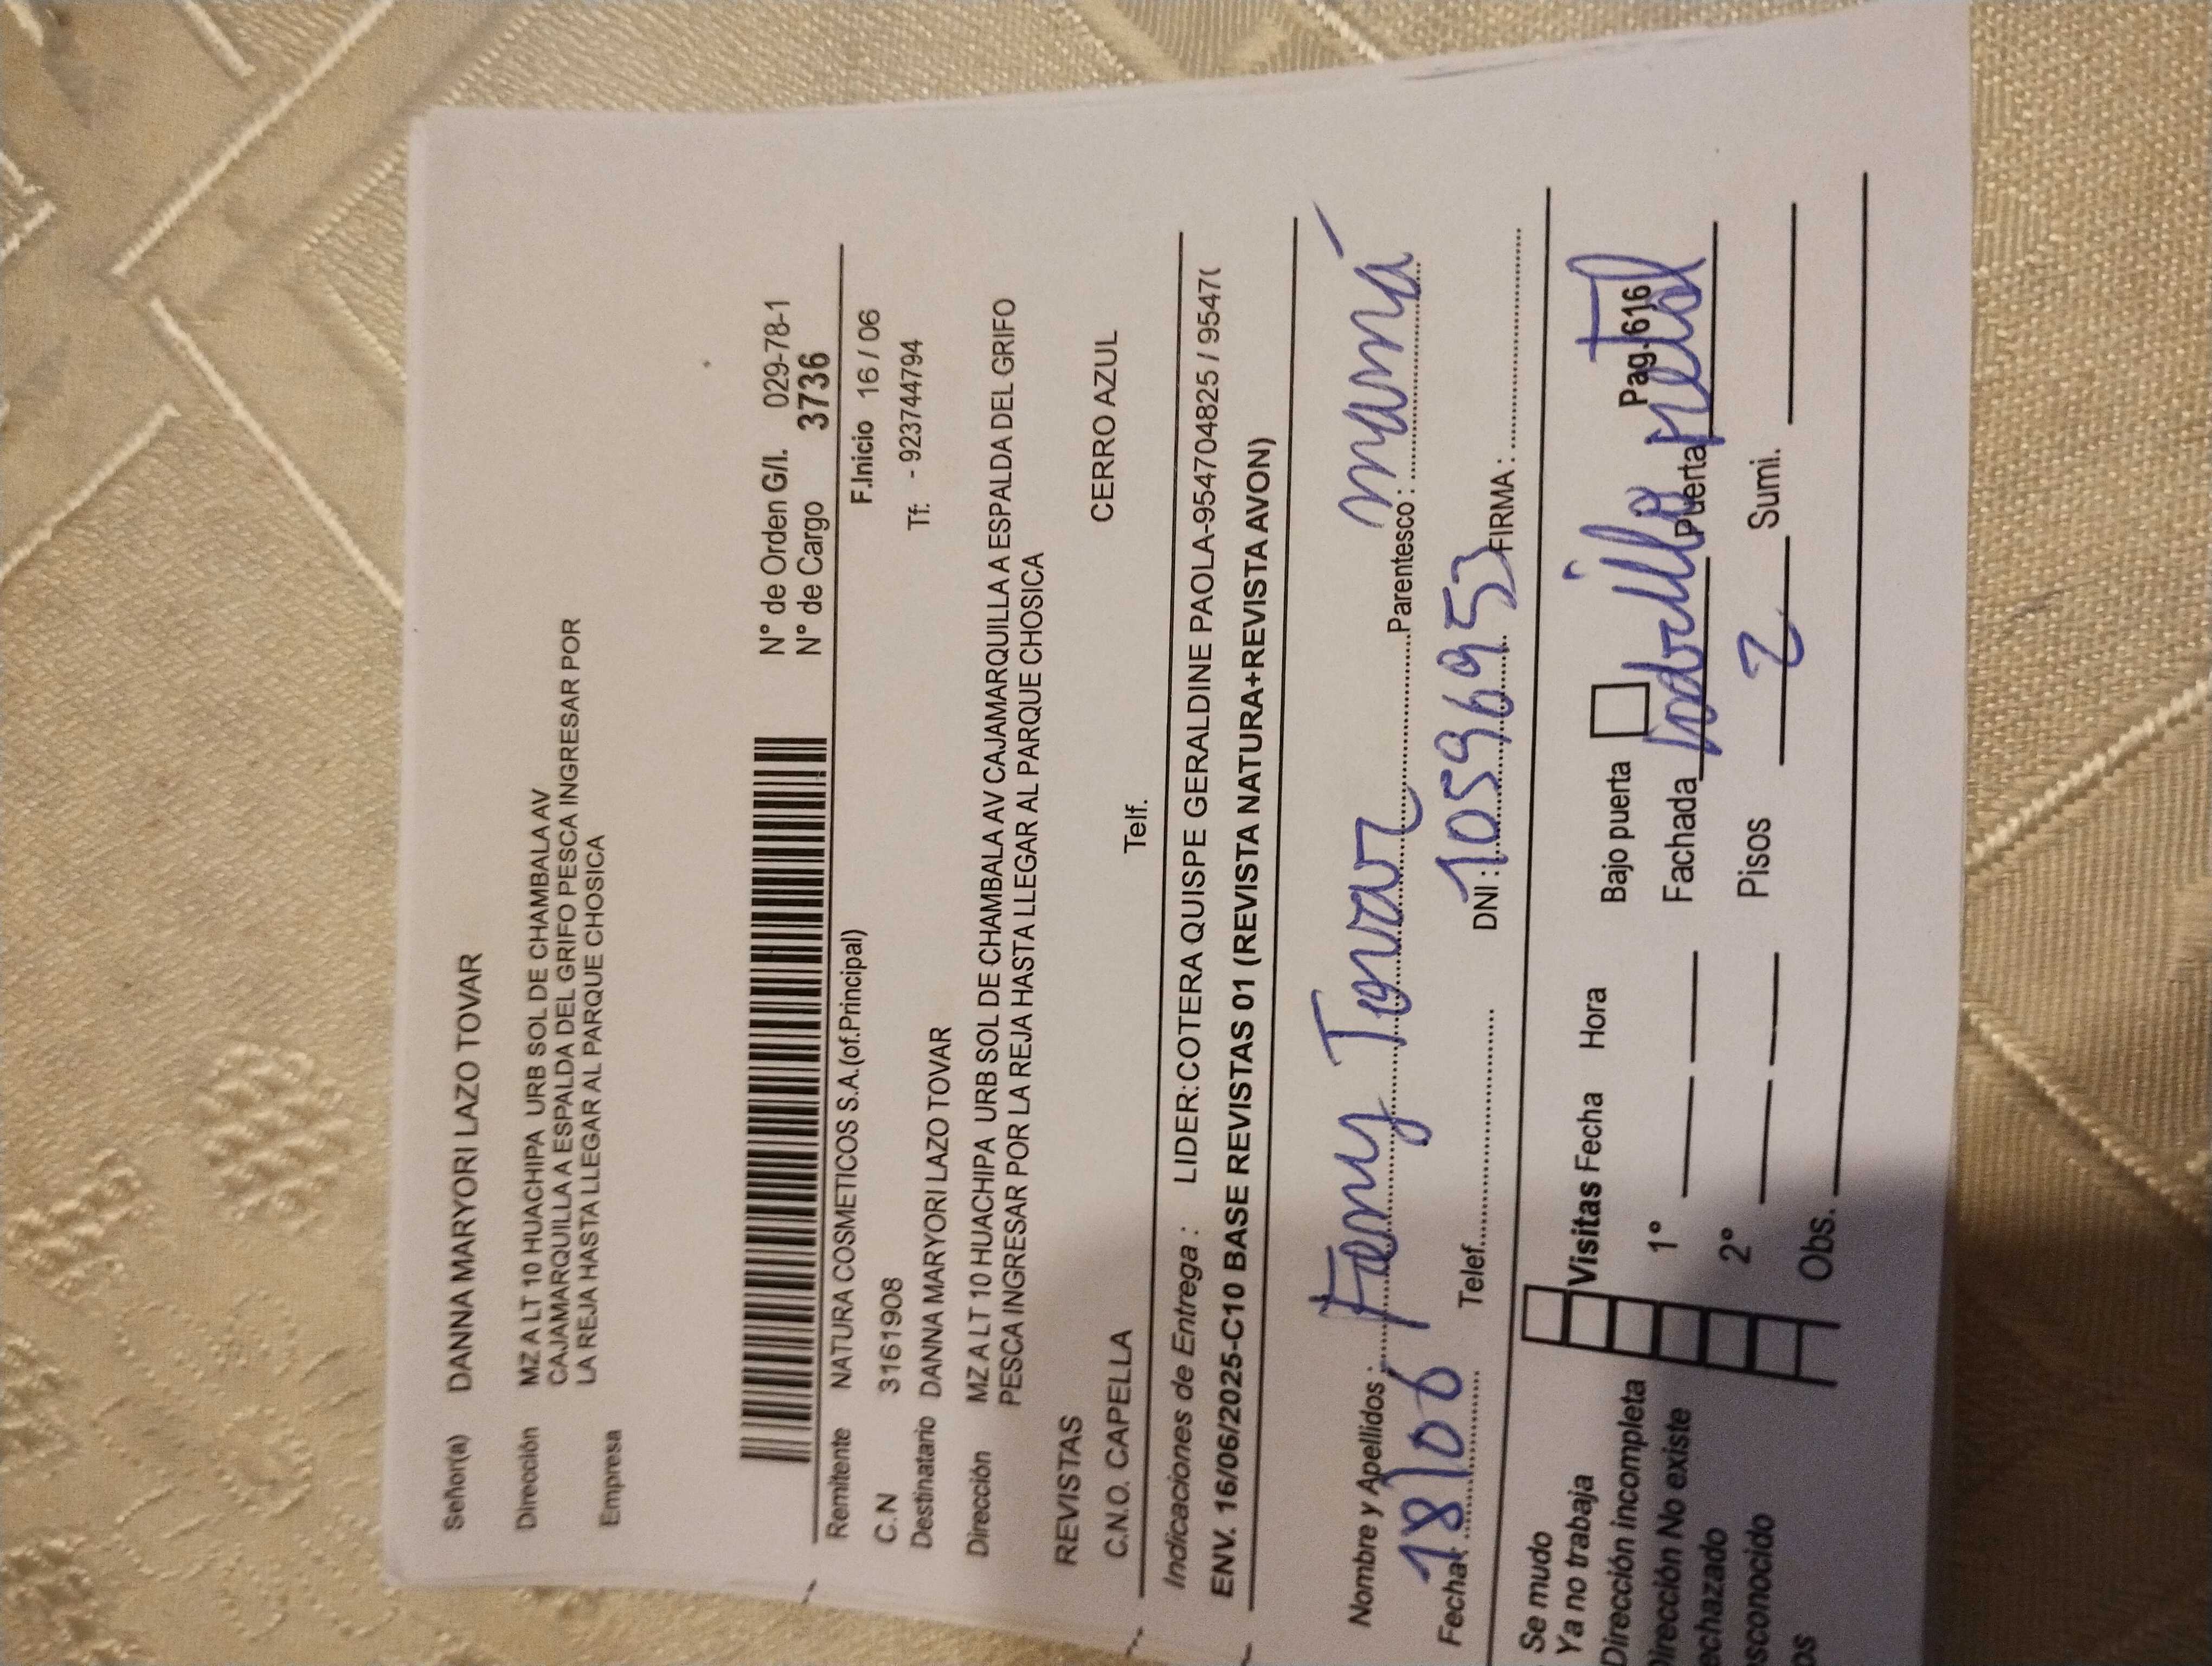 Señor(a) DANNA MARYORI LAZO TOVAR
Dirección MZ A LT 10 HUACHIPA URB SOL DE CHAMBALA AV
CAJAMARQUILLA A ESPALDA DEL GRIFO PESCA INGRESAR POR
LA REJA HASTA LLEGAR AL PARQUE CHOSICA
Empresa
N° de Orden G/I. 029-78-1
N° de Cargo 3736
Remitente NATURA COSMETICOS S.A.(of.Principal) F.Inicio 16 / 06
C.N 3161908 Tf: - 923744794
Destinatario DANNA MARYORI LAZO TOVAR
Dirección MZ A LT 10 HUACHIPA URB SOL DE CHAMBALA AV CAJAMARQUILLA A ESPALDA DEL GRIFO
PESCA INGRESAR POR LA REJA HASTA LLEGAR AL PARQUE CHOSICA
REVISTAS
C.N.O. CAPELLA CERRO AZUL
Telf.
Indicaciones de Entrega : LIDER:COTERA QUISPE GERALDINE PAOLA-954704825 / 9547(
ENV. 16/06/2025-C10 BASE REVISTAS 01 (REVISTA NATURA+REVISTA AVON)
Nombre y Apellidos : Feny Tovar Parentesco : mamá
Fecha : 18/06 Telef. DNI : 10596953 FIRMA :
Se mudo
Ya no trabaja Visitas Fecha Hora Bajo puerta Pag-616
Dirección incompleta 1° Fachada ladrillo Puerta metal
Dirección No existe
echazado 2° Pisos 2 Sumi.
sconocido
os Obs.